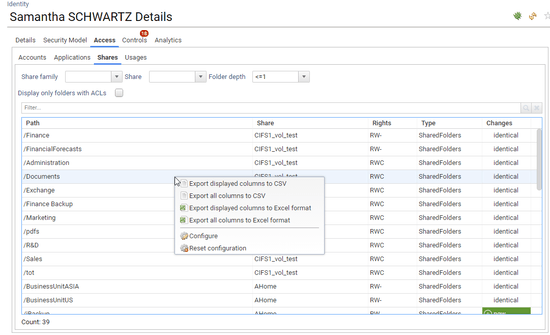 Identity
Samantha SCHWARTZ Details
Details Security Model Access Controls Analytics
Accounts Applications Shares Usages
Share family Share Folder depth <=1
Display only folders with ACLs
Filter...
Path Share Rights Type Changes
/Finance CIFS1_vol_test RW- SharedFolders identical
/FinancialForecasts CIFS1_vol_test RW- SharedFolders identical
/Administration CIFS1_vol_test RWC SharedFolders identical
/Documents CIFS1_vol_test RWC SharedFolders identical
Export displayed columns to CSV
/Exchange RWC SharedFolders identical
Export all columns to CSV
/Finance Backup RWC SharedFolders identical
Export displayed columns to Excel format
/Marketing RWC SharedFolders identical
Export all columns to Excel format
/pdfs RWC SharedFolders identical
Configure
/R&D RWC SharedFolders identical
Reset configuration
/Sales CIFS1_vol_test RWC SharedFolders identical
/tot CIFS1_vol_test RWC SharedFolders identical
/BusinessUnitASIA AHome RW- SharedFolders identical
/BusinessUnitUS AHome RW- SharedFolders identical
/Backup AHome RWC SharedFolders
Count: 39